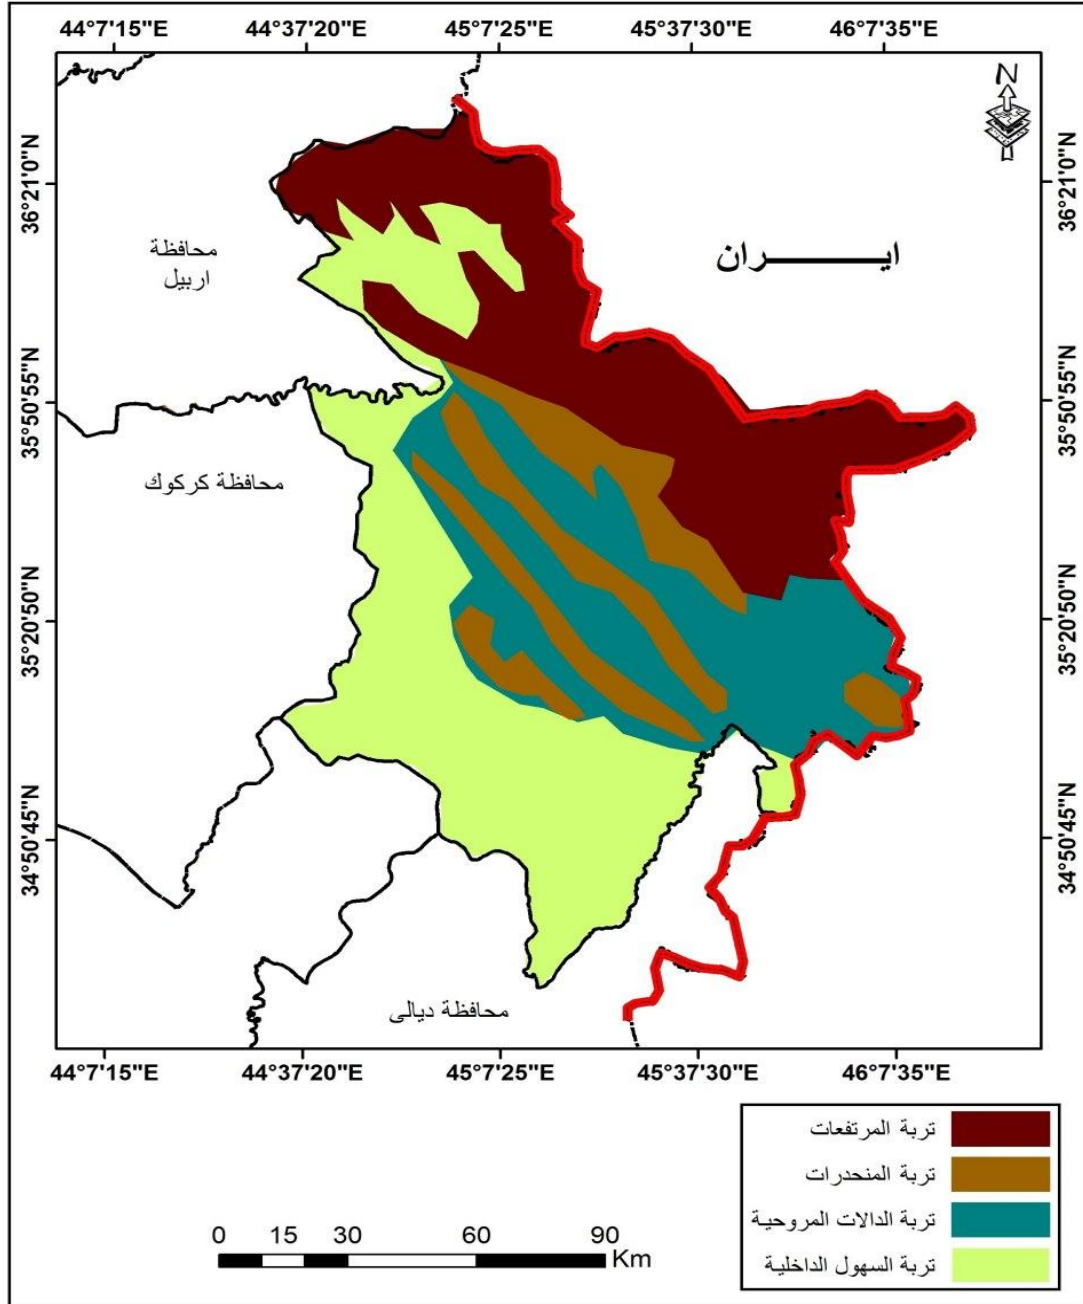 44°7'15"E 44°37'20"E 45°7'25"E 45°37'30"E 46°7'35"E
N
36°21'0"N
36°21'0"N
محافظة
اربيل
ايـــــــران
35°50'55"N
35°50'55"N
محافظة كركوك
35°20'50"N
35°20'50"N
34°50'45"N
34°50'45"N
محافظة ديالى
44°7'15"E 44°37'20"E 45°7'25"E 45°37'30"E 46°7'35"E
تربة المرتفعات
تربة المنحدرات
تربة الدالات المروحية
تربة السهول الداخلية
0 15 30 60 90
Km